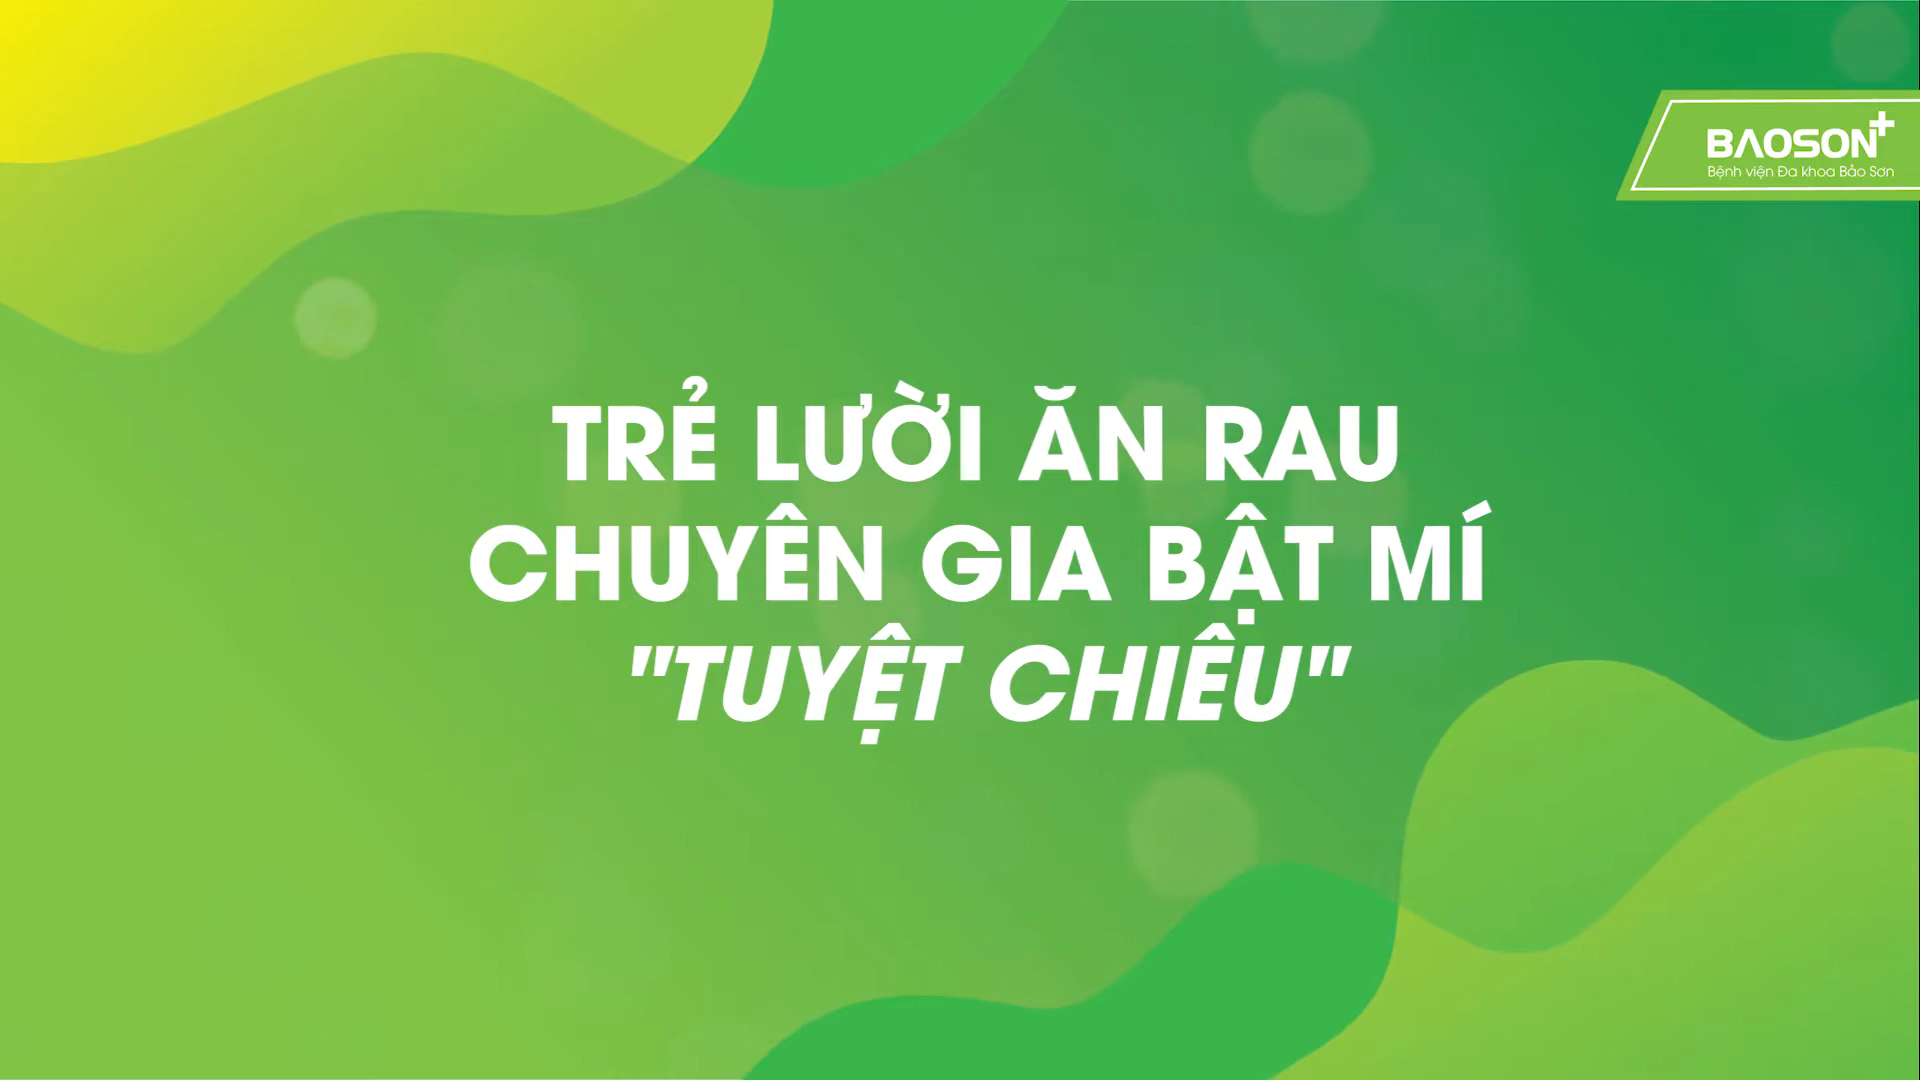 BAOSON+
Bệnh viện Đa khoa Bảo Sơn
TRẺ LƯỜI ĂN RAU
CHUYÊN GIA BẬT MÍ
"TUYỆT CHIÊU"